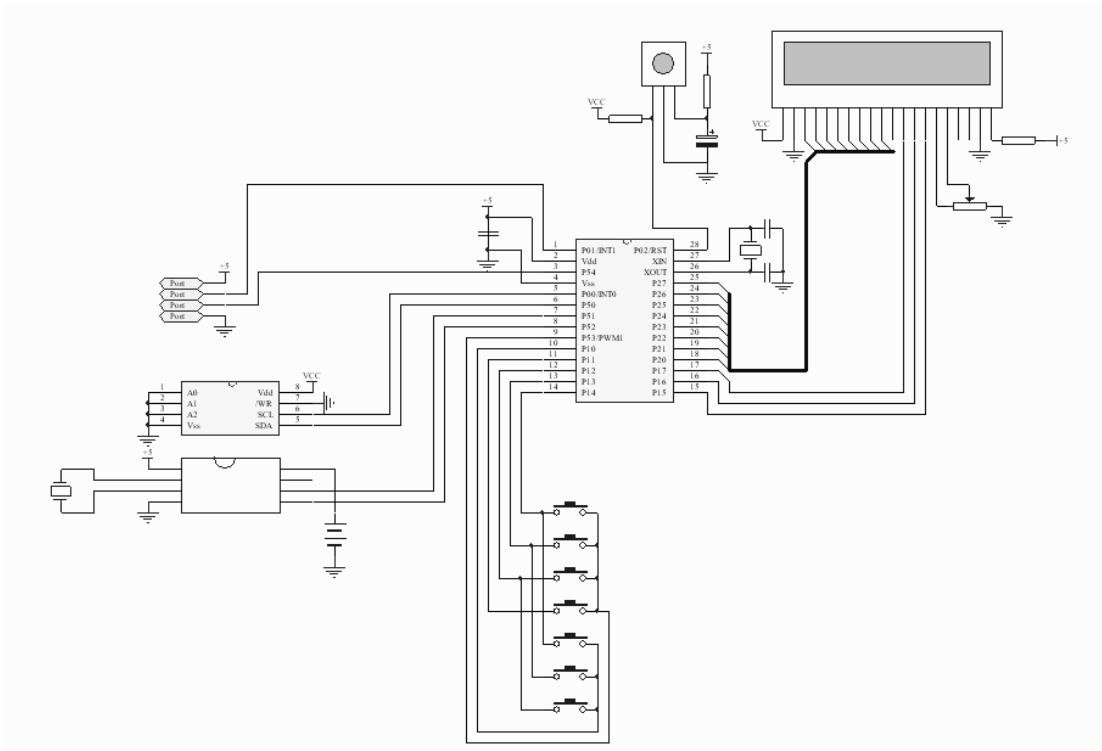 +5
VCC
VCC
+5
+5
+5
Port
Port
Port
Port
1 P01/INT1 P02/RST 28
2 Vdd XIN 27
3 P54 XOUT 26
4 Vss P27 25
5 P00/INT0 P26 24
6 P50 P25 23
7 P51 P24 22
8 P52 P23 21
9 P53/PWM1 P22 20
10 P10 P21 19
11 P11 P20 18
12 P12 P17 17
13 P13 P16 16
14 P14 P15 15
VCC
1 A0 Vdd 8
2 A1 /WR 7
3 A2 SCL 6
4 Vss SDA 5
+5